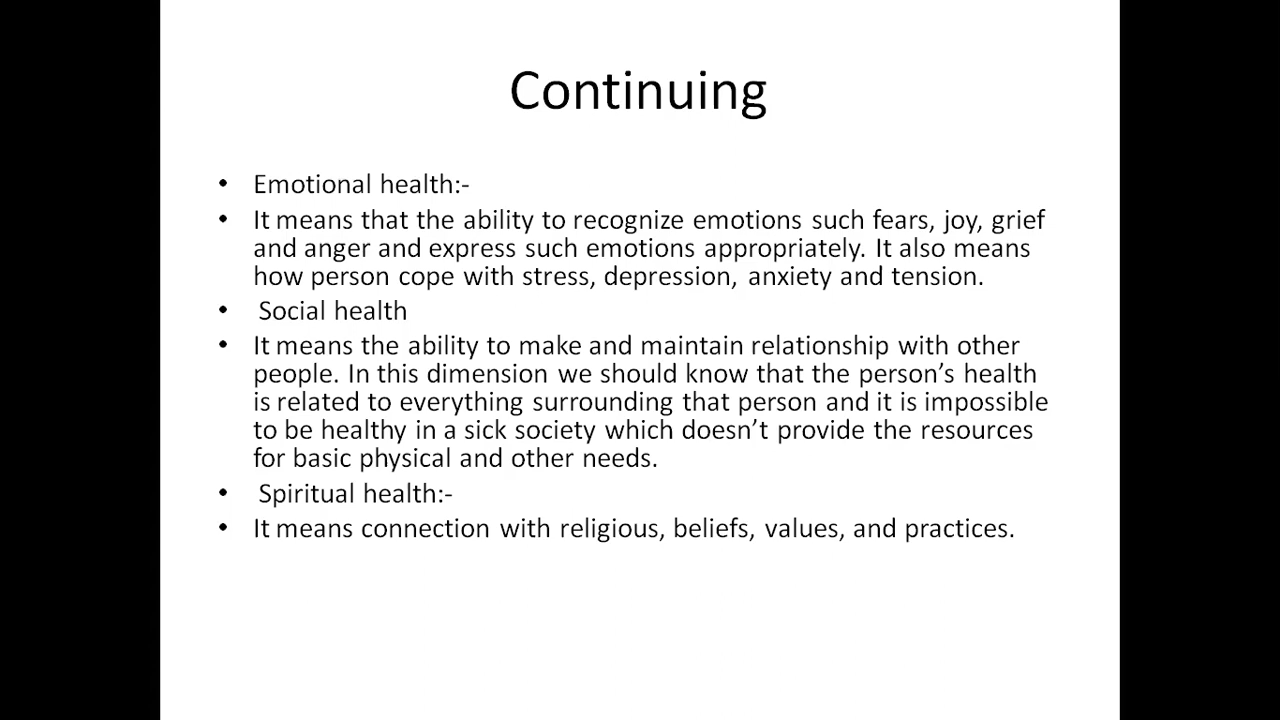 Continuing
• Emotional health:-
• It means that the ability to recognize emotions such fears, joy, grief
and anger and express such emotions appropriately. It also means
how person cope with stress, depression, anxiety and tension.
• Social health
• It means the ability to make and maintain relationship with other
people. In this dimension we should know that the person’s health
is related to everything surrounding that person and it is impossible
to be healthy in a sick society which doesn’t provide the resources
for basic physical and other needs.
• Spiritual health:-
• It means connection with religious, beliefs, values, and practices.